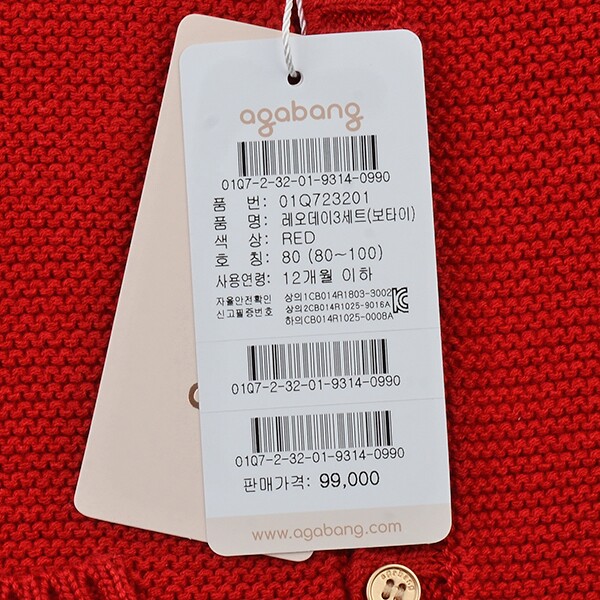 agabang
01Q7-2-32-01-9314-0990
품 번: 01Q723201
품 명: 레오데이3세트(보타이)
색 상: RED
호 칭: 80 (80~100)
사용연령: 12개월 이하
자율안전확인 상의1CB014R1803-3002
신고필증번호 상의2CB014R1025-9016A
하의CB014R1025-0008A
01Q7-2-32-01-9314-0990
01Q7-2-32-01-9314-0990
판매가격: 99,000
www.agabang.com
agabang